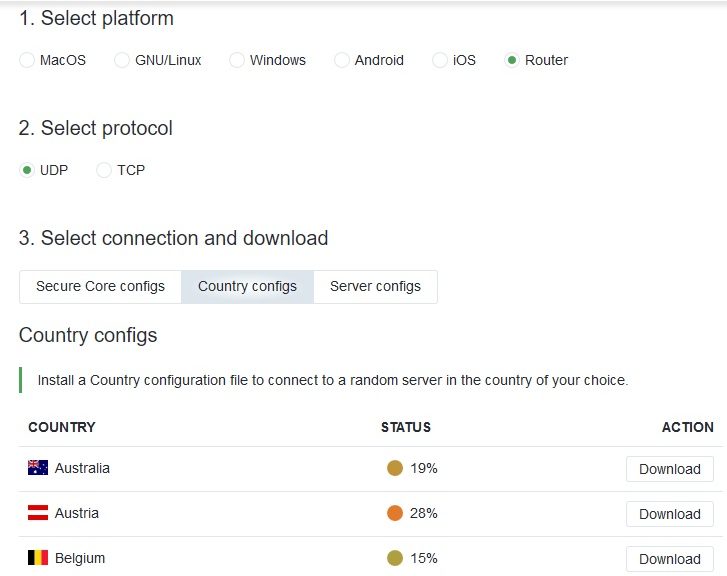 1. Select platform
MacOS GNU/Linux Windows Android iOS Router
2. Select protocol
UDP TCP
3. Select connection and download
Secure Core configs Country configs Server configs
Country configs
Install a Country configuration file to connect to a random server in the country of your choice.
COUNTRY STATUS ACTION
Australia 19% Download
Austria 28% Download
Belgium 15% Download